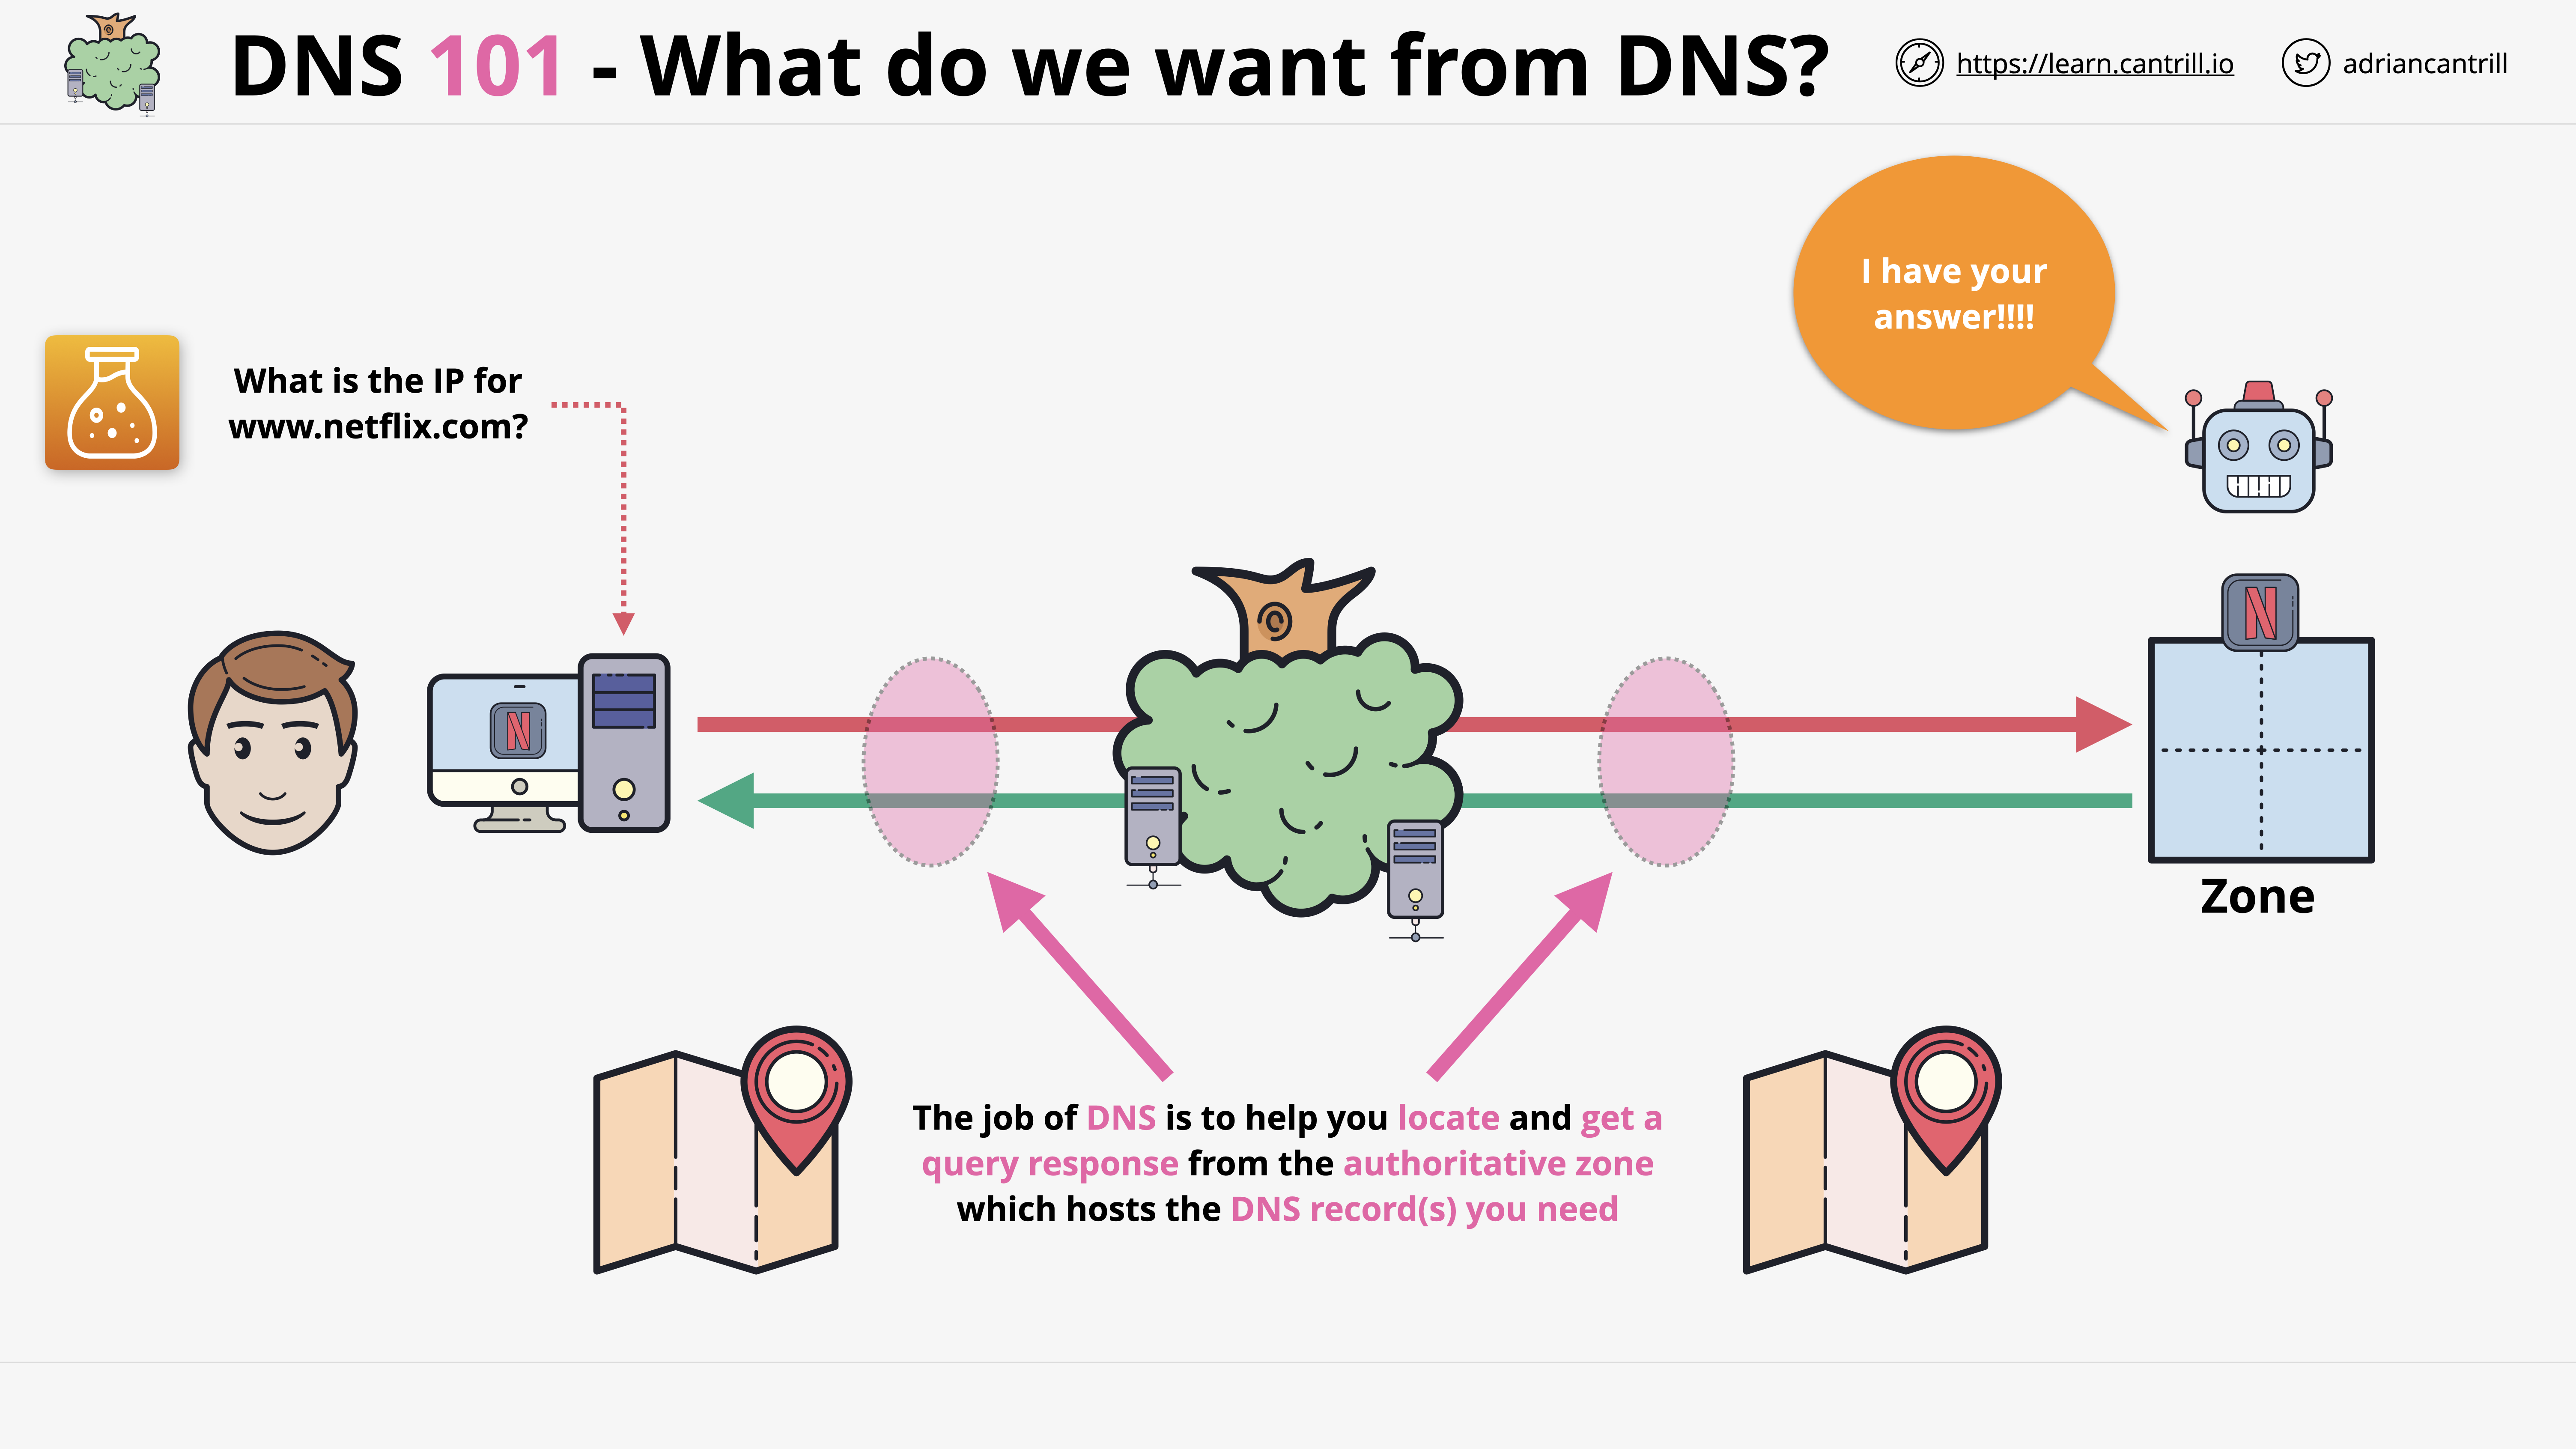 DNS 101 - What do we want from DNS?
https://learn.cantrill.io
adriancantrill
I have your
answer!!!!
What is the IP for
www.netflix.com?
N
N
Zone
The job of DNS is to help you locate and get a
query response from the authoritative zone
which hosts the DNS record(s) you need